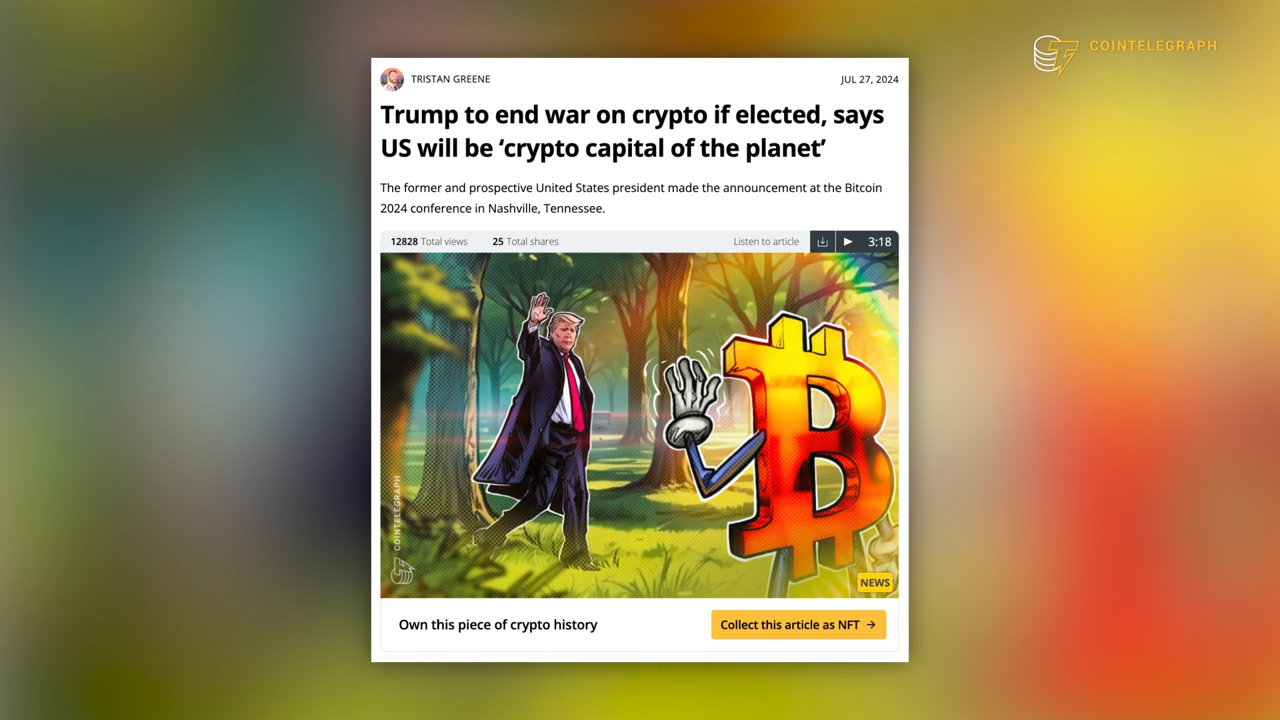 COINTELEGRAPH
TRISTAN GREENE
JUL 27, 2024
Trump to end war on crypto if elected, says
US will be ‘crypto capital of the planet’
The former and prospective United States president made the announcement at the Bitcoin
2024 conference in Nashville, Tennessee.
12828 Total views 25 Total shares Listen to article 3:18
COINTELEGRAPH
NEWS
Own this piece of crypto history
Collect this article as NFT →